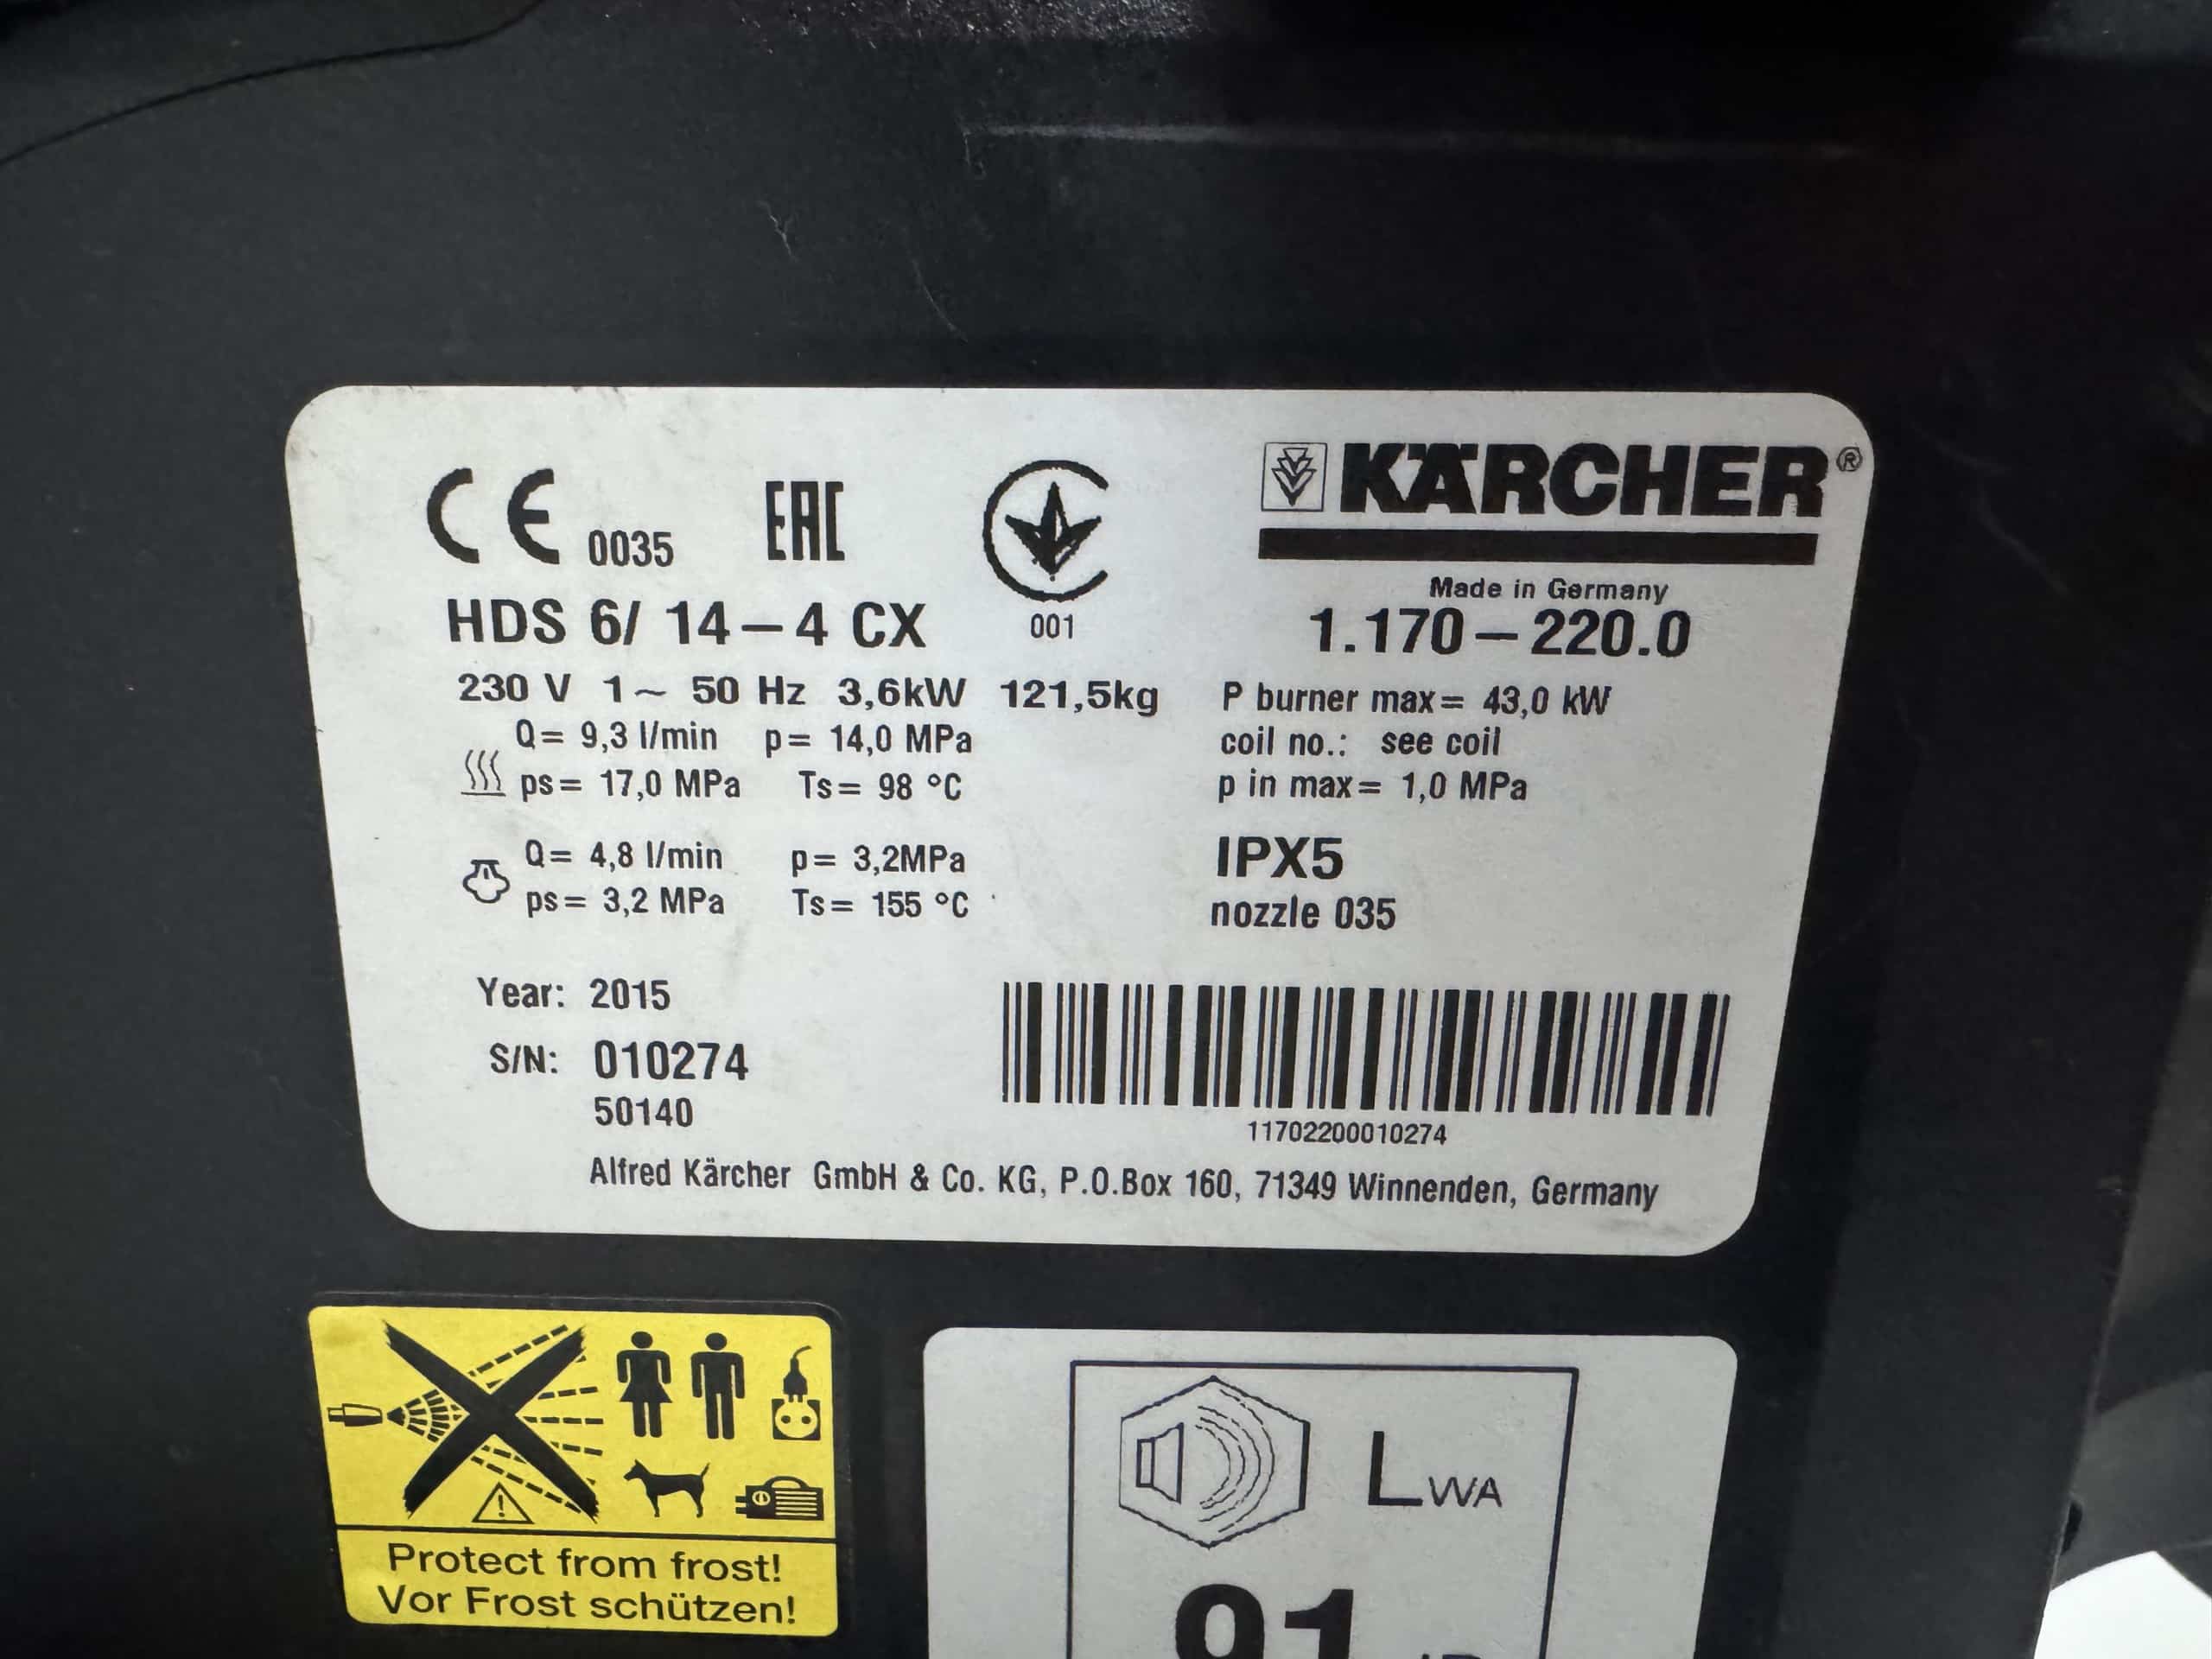 CE 0035 EAC
KÄRCHER®
Made in Germany
HDS 6/ 14-4 CX 001 1.170-220.0
230 V 1~ 50 Hz 3,6kW 121,5kg P burner max= 43,0 kW
Q= 9,3 l/min p= 14,0 MPa coil no.: see coil
ps= 17,0 MPa Ts= 98 °C p in max= 1,0 MPa
Q= 4,8 l/min p= 3,2MPa IPX5
ps= 3,2 MPa Ts= 155 °C nozzle 035
Year: 2015
S/N: 010274
50140
11702200010274
Alfred Kärcher GmbH & Co. KG, P.O.Box 160, 71349 Winnenden, Germany
Protect from frost!
Vor Frost schützen!
LWA
91